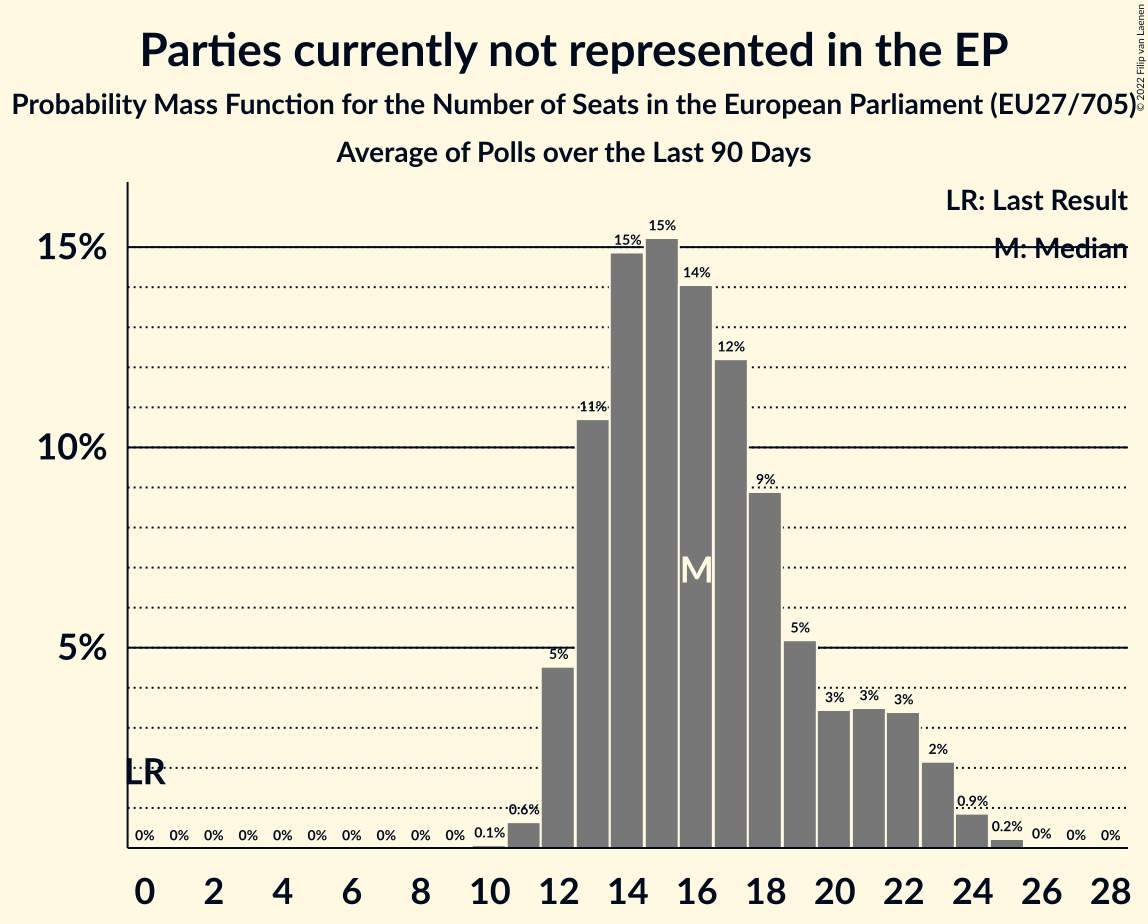 Parties currently not represented in the EP
Probability Mass Function for the Number of Seats in the European Parliament (EU27/705)
Average of Polls over the Last 90 Days
© 2022 Filip van Laenen
LR: Last Result
M: Median
15%
10%
5%
LR
M
0% 0% 0% 0% 0% 0% 0% 0% 0% 0% 0.1% 0.6% 5% 11% 15% 15% 14% 12% 9% 5% 3% 3% 3% 2% 0.9% 0.2% 0% 0% 0%
0 2 4 6 8 10 12 14 16 18 20 22 24 26 28